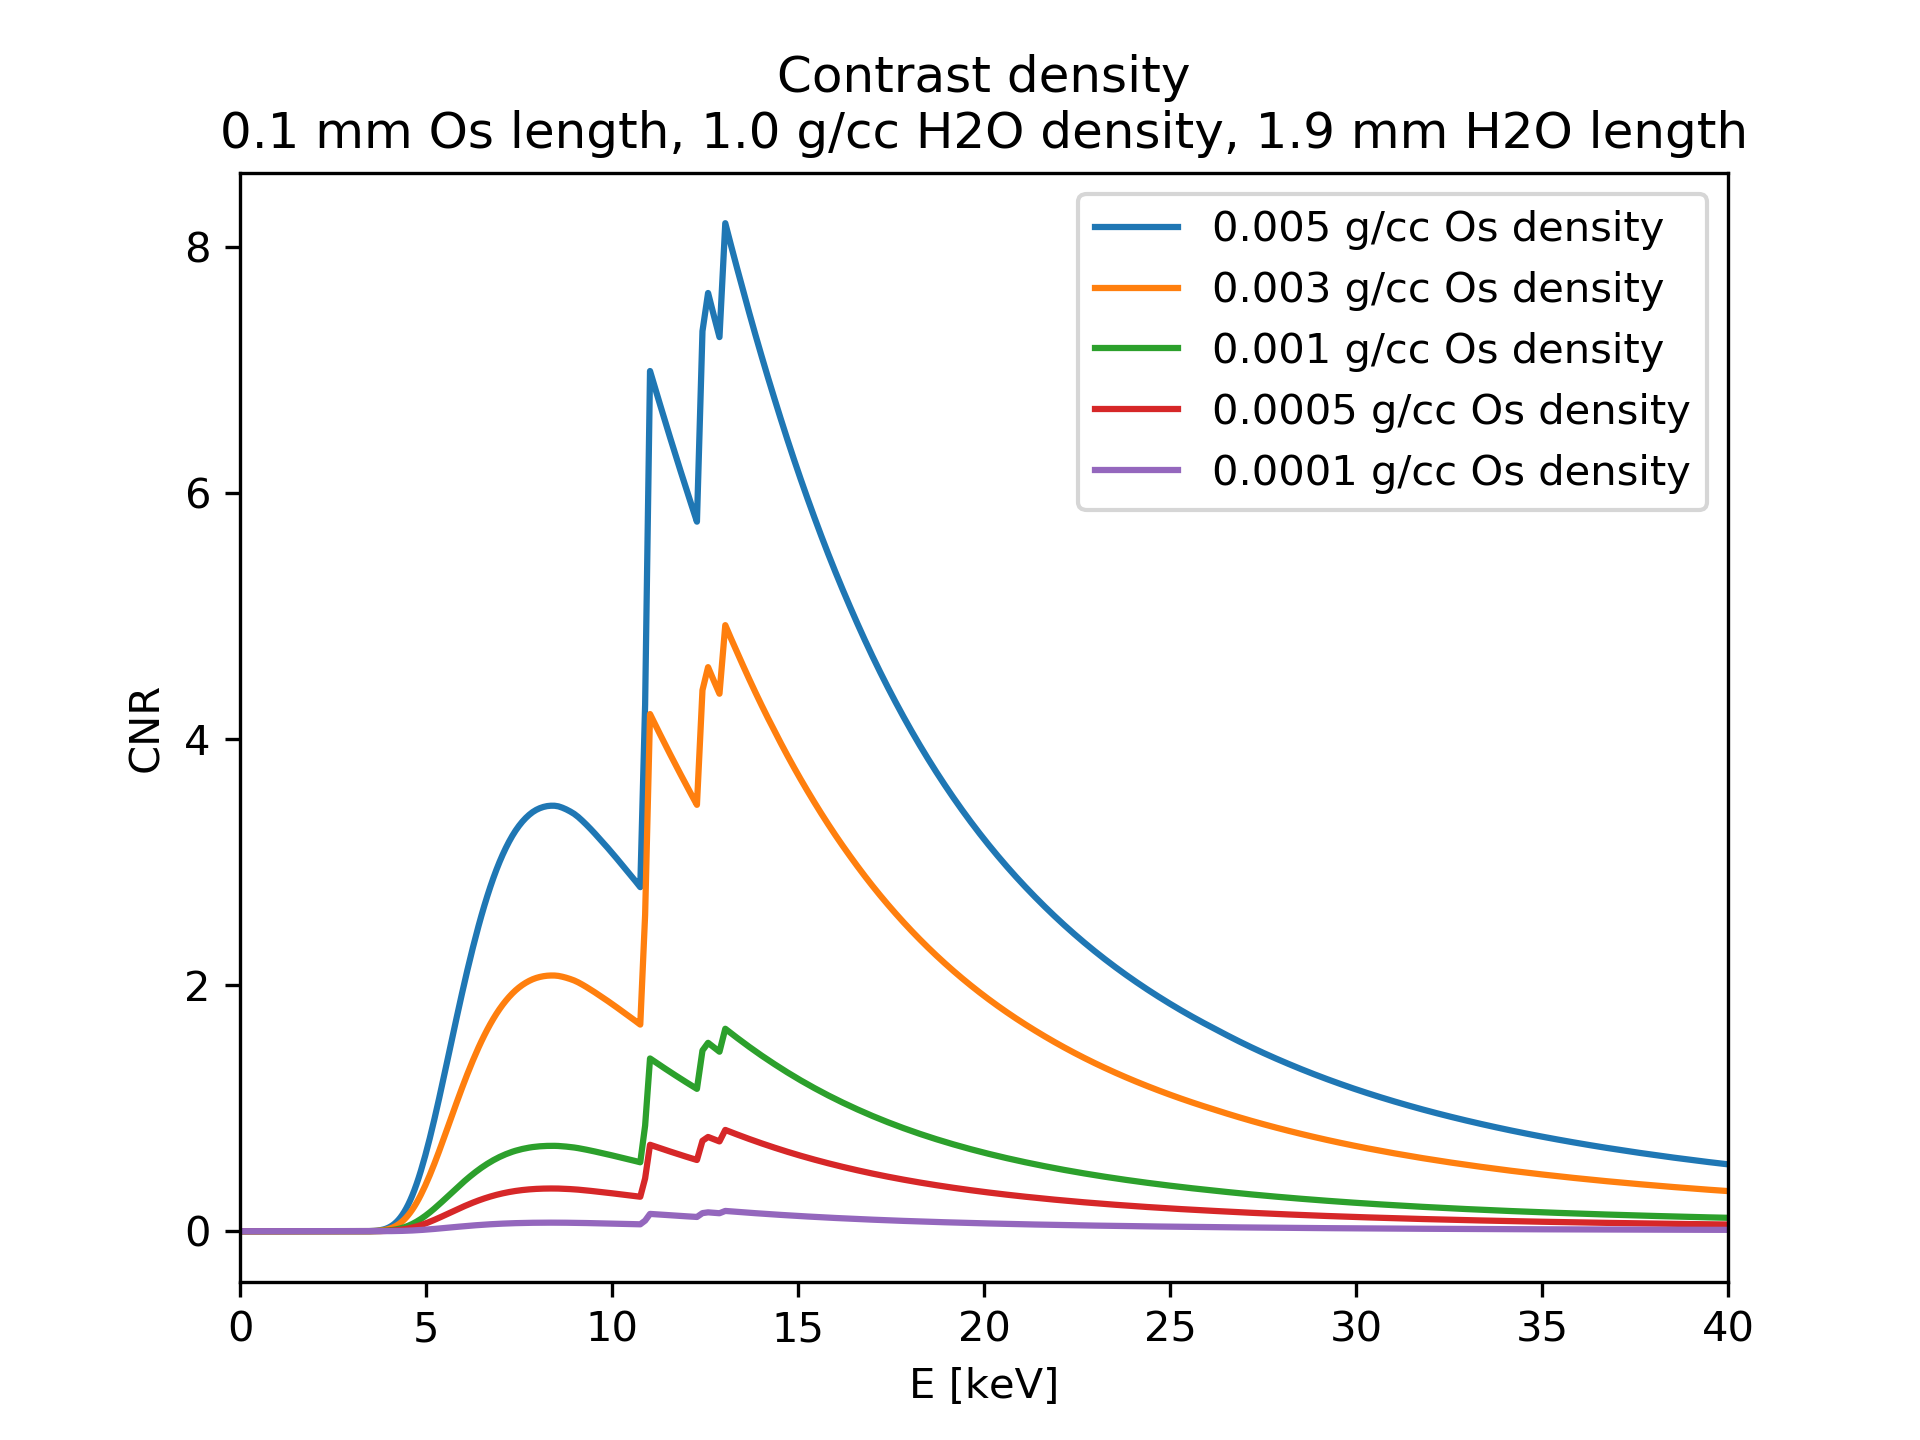 Contrast density
0.1 mm Os length, 1.0 g/cc H2O density, 1.9 mm H2O length
0.005 g/cc Os density
0.003 g/cc Os density
0.001 g/cc Os density
0.0005 g/cc Os density
0.0001 g/cc Os density
CNR
8
6
4
2
0
0 5 10 15 20 25 30 35 40
E [keV]